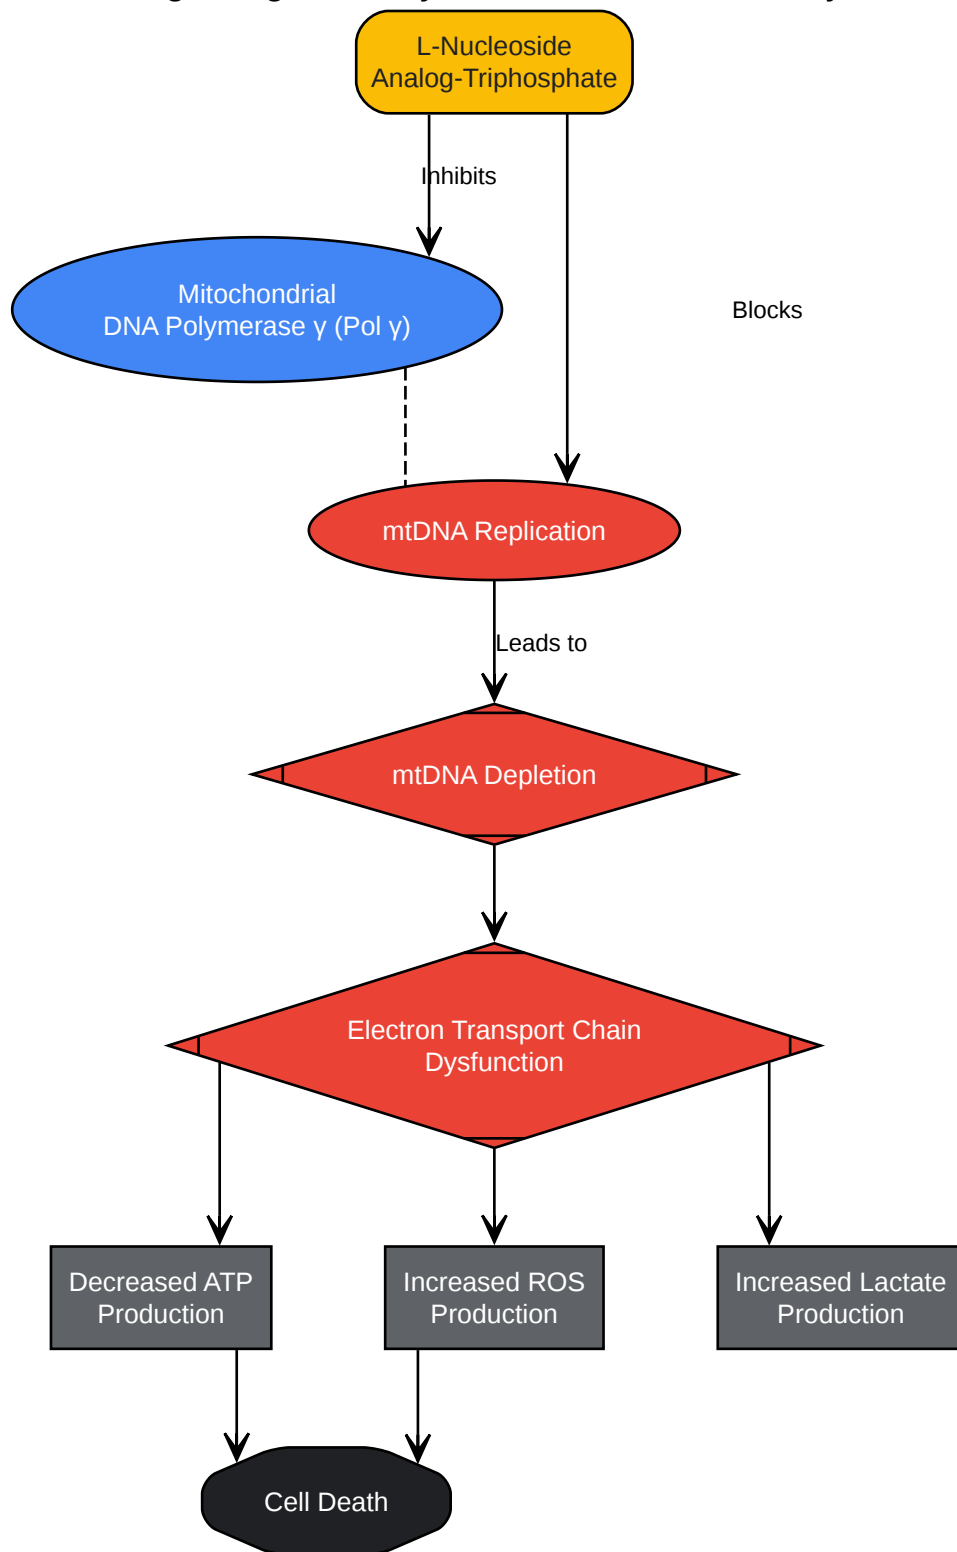 L-Nucleoside
Analog-Triphosphate
Inhibits
Mitochondrial
DNA Polymerase γ (Pol γ)
Blocks
mtDNA Replication
Leads to
mtDNA Depletion
Electron Transport Chain
Dysfunction
Decreased ATP
Production
Increased ROS
Production
Increased Lactate
Production
Cell Death